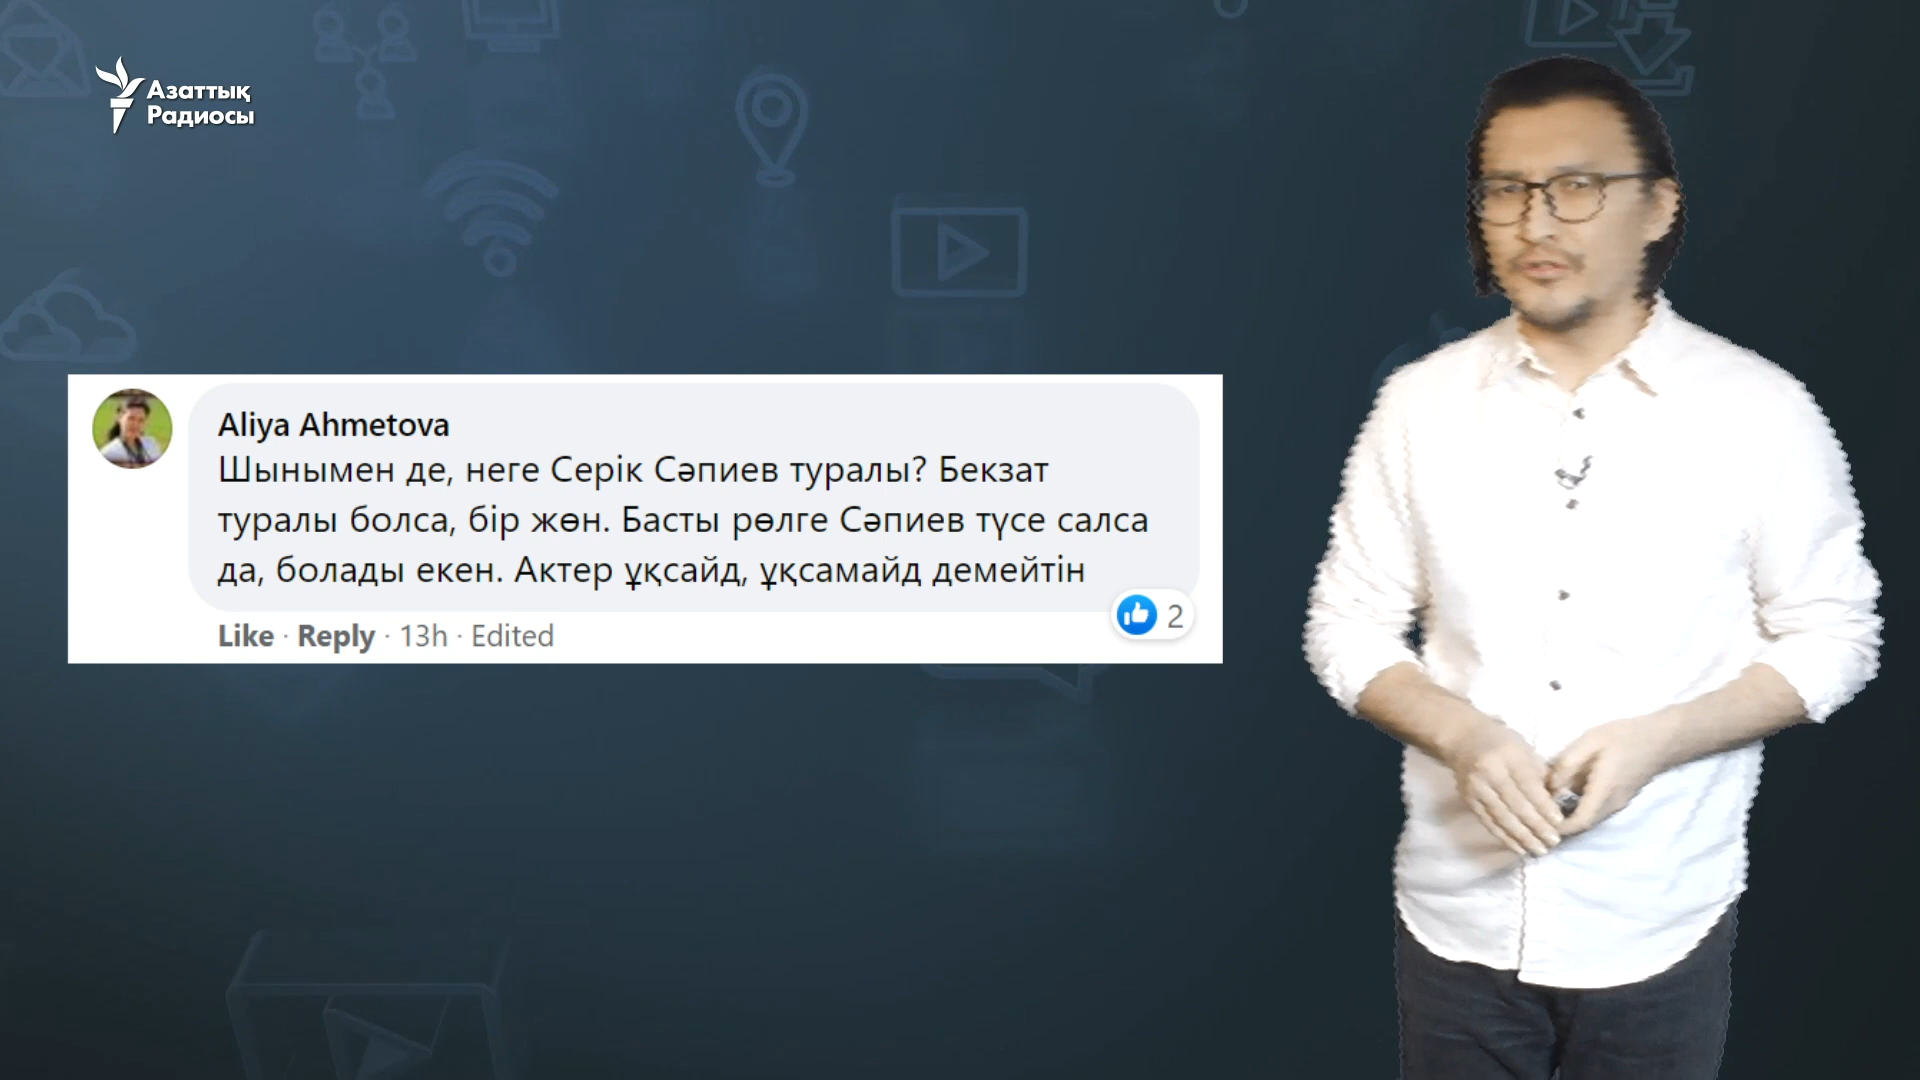 Азаттық
Радиосы
Aliya Ahmetova
Шынымен де, неге Серік Сәпиев туралы? Бекзат
туралы болса, бір жөн. Басты рөлге Сәпиев түсе салса
да, болады екен. Актер ұқсайд, ұқсамайд демейтін
2
Like · Reply · 13h · Edited